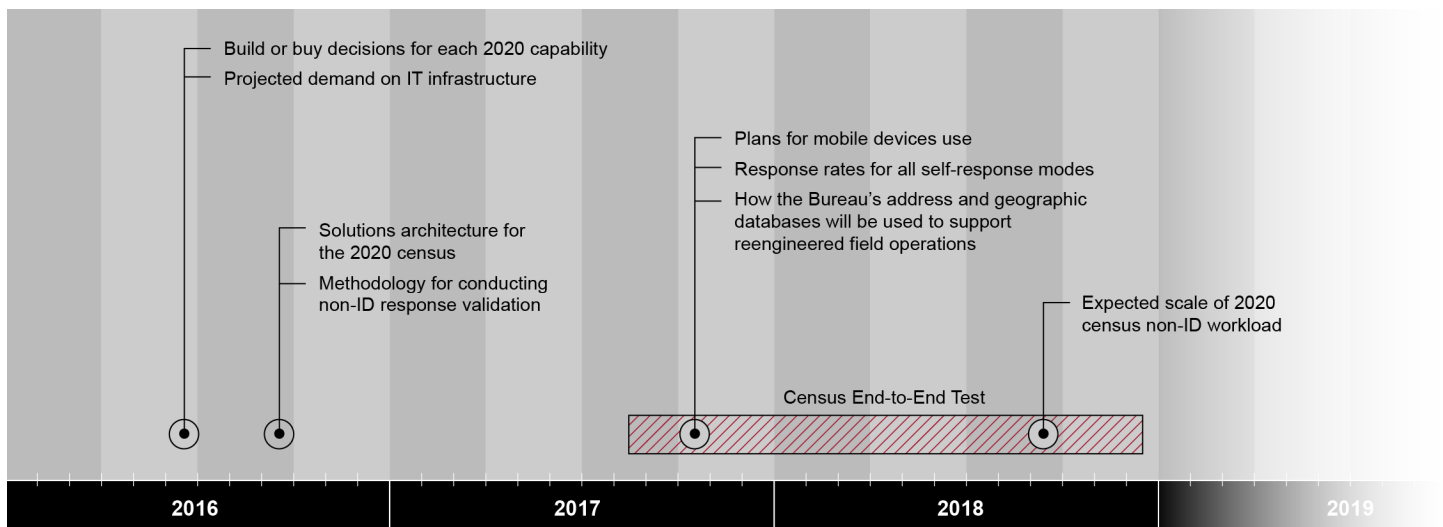 Build or buy decisions for each 2020 capability
Projected demand on IT infrastructure
Solutions architecture for
the 2020 census
Methodology for conducting
non-ID response validation
Plans for mobile devices use
Response rates for all self-response modes
How the Bureau’s address and geographic
databases will be used to support
reengineered field operations
Expected scale of 2020
census non-ID workload
Census End-to-End Test
2016
2017
2018
2019